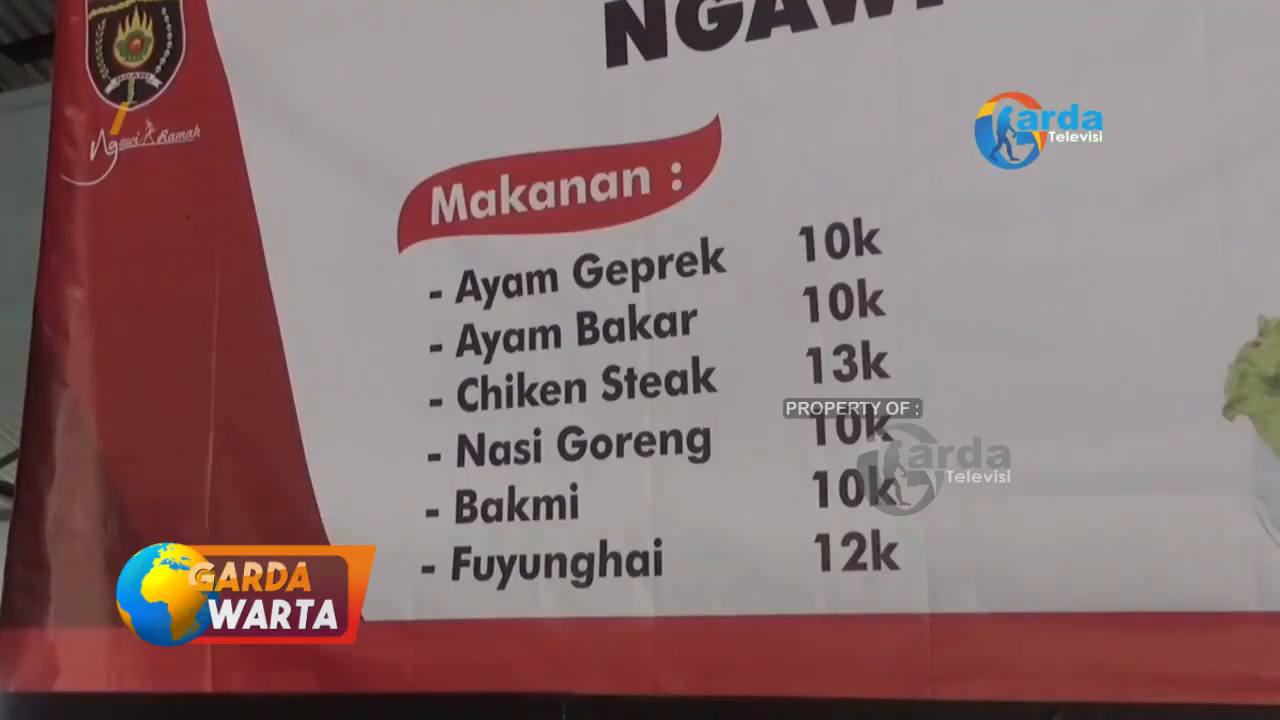 NGAWI
NGAWI
Ngawi Ramah
Garda
Televisi
Makanan :
- Ayam Geprek 10k
- Ayam Bakar 10k
- Chiken Steak 13k
- Nasi Goreng 10k
- Bakmi 10k
- Fuyunghai 12k
PROPERTY OF :
Garda
Televisi
GARDA
WARTA